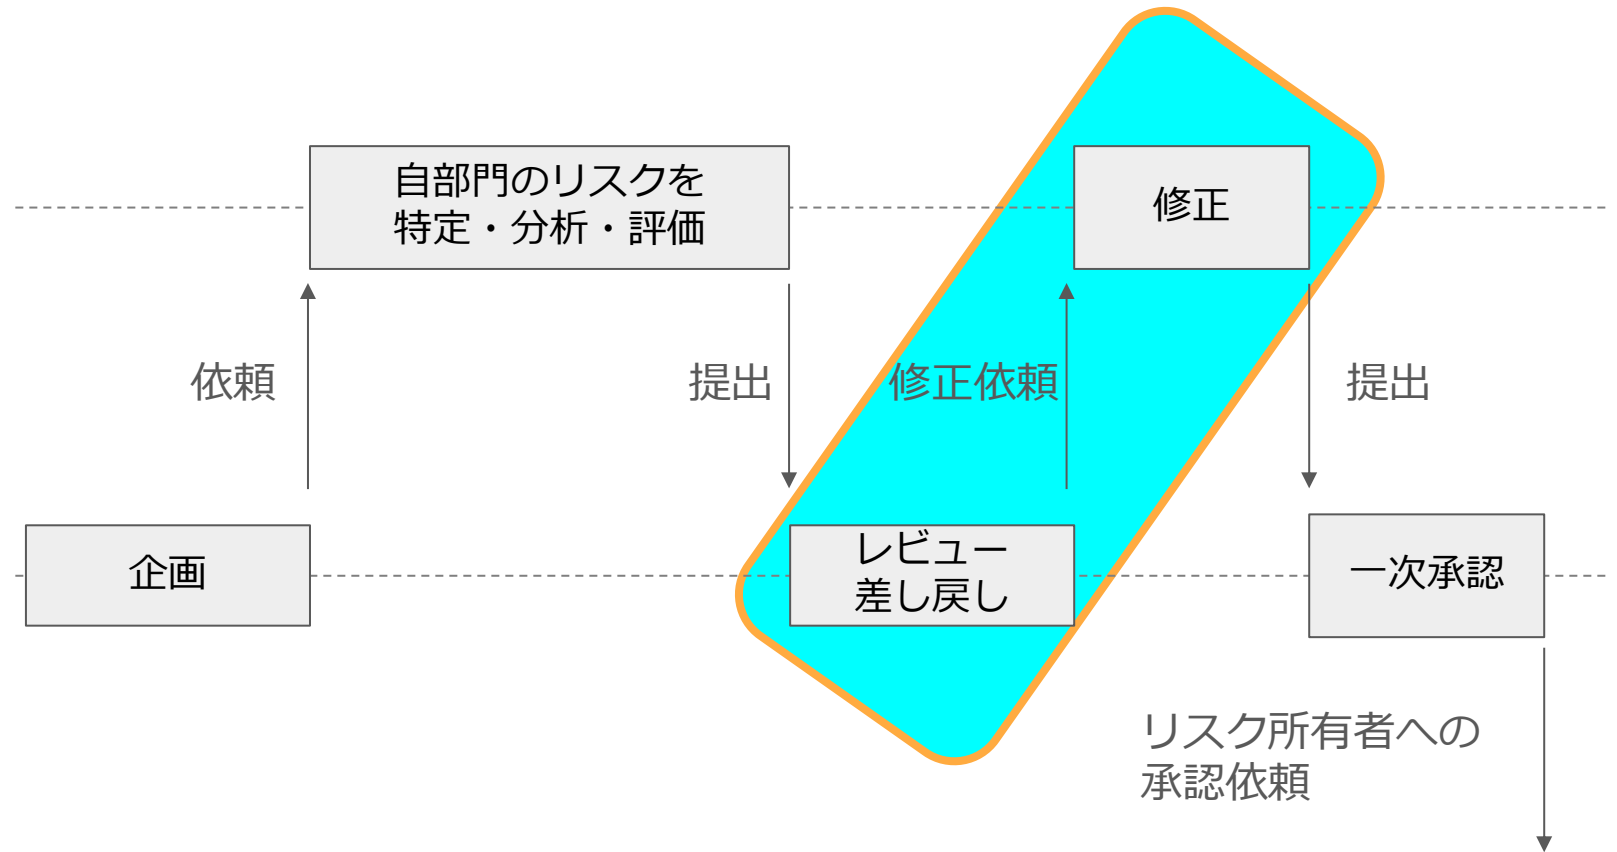 自部門のリスクを
特定・分析・評価
修正
依頼
提出
修正依頼
提出
企画
レビュー
差し戻し
一次承認
リスク所有者への
承認依頼